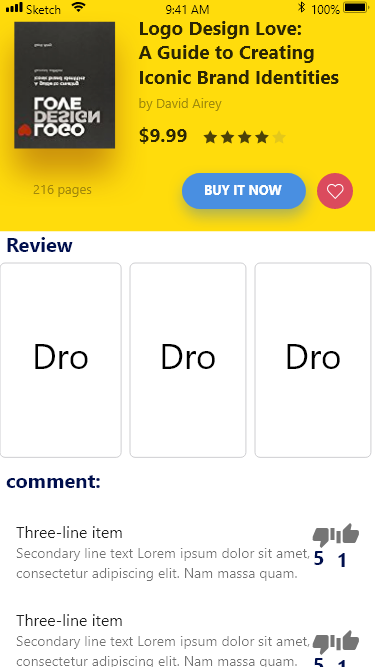 Sketch 9:41 AM 100%
Logo Design Love:
A Guide to Creating
Iconic Brand Identities
by David Airey
$9.99
LOGO
DESIGN
LOVE
216 pages
BUY IT NOW
Review
Dro Dro Dro
comment:
Three-line item
Secondary line text Lorem ipsum dolor sit amet,
consectetur adipiscing elit. Nam massa quam.
5 1
Three-line item
Secondary line text Lorem ipsum dolor sit amet,
consectetur adipiscing elit. Nam massa quam.
5 1